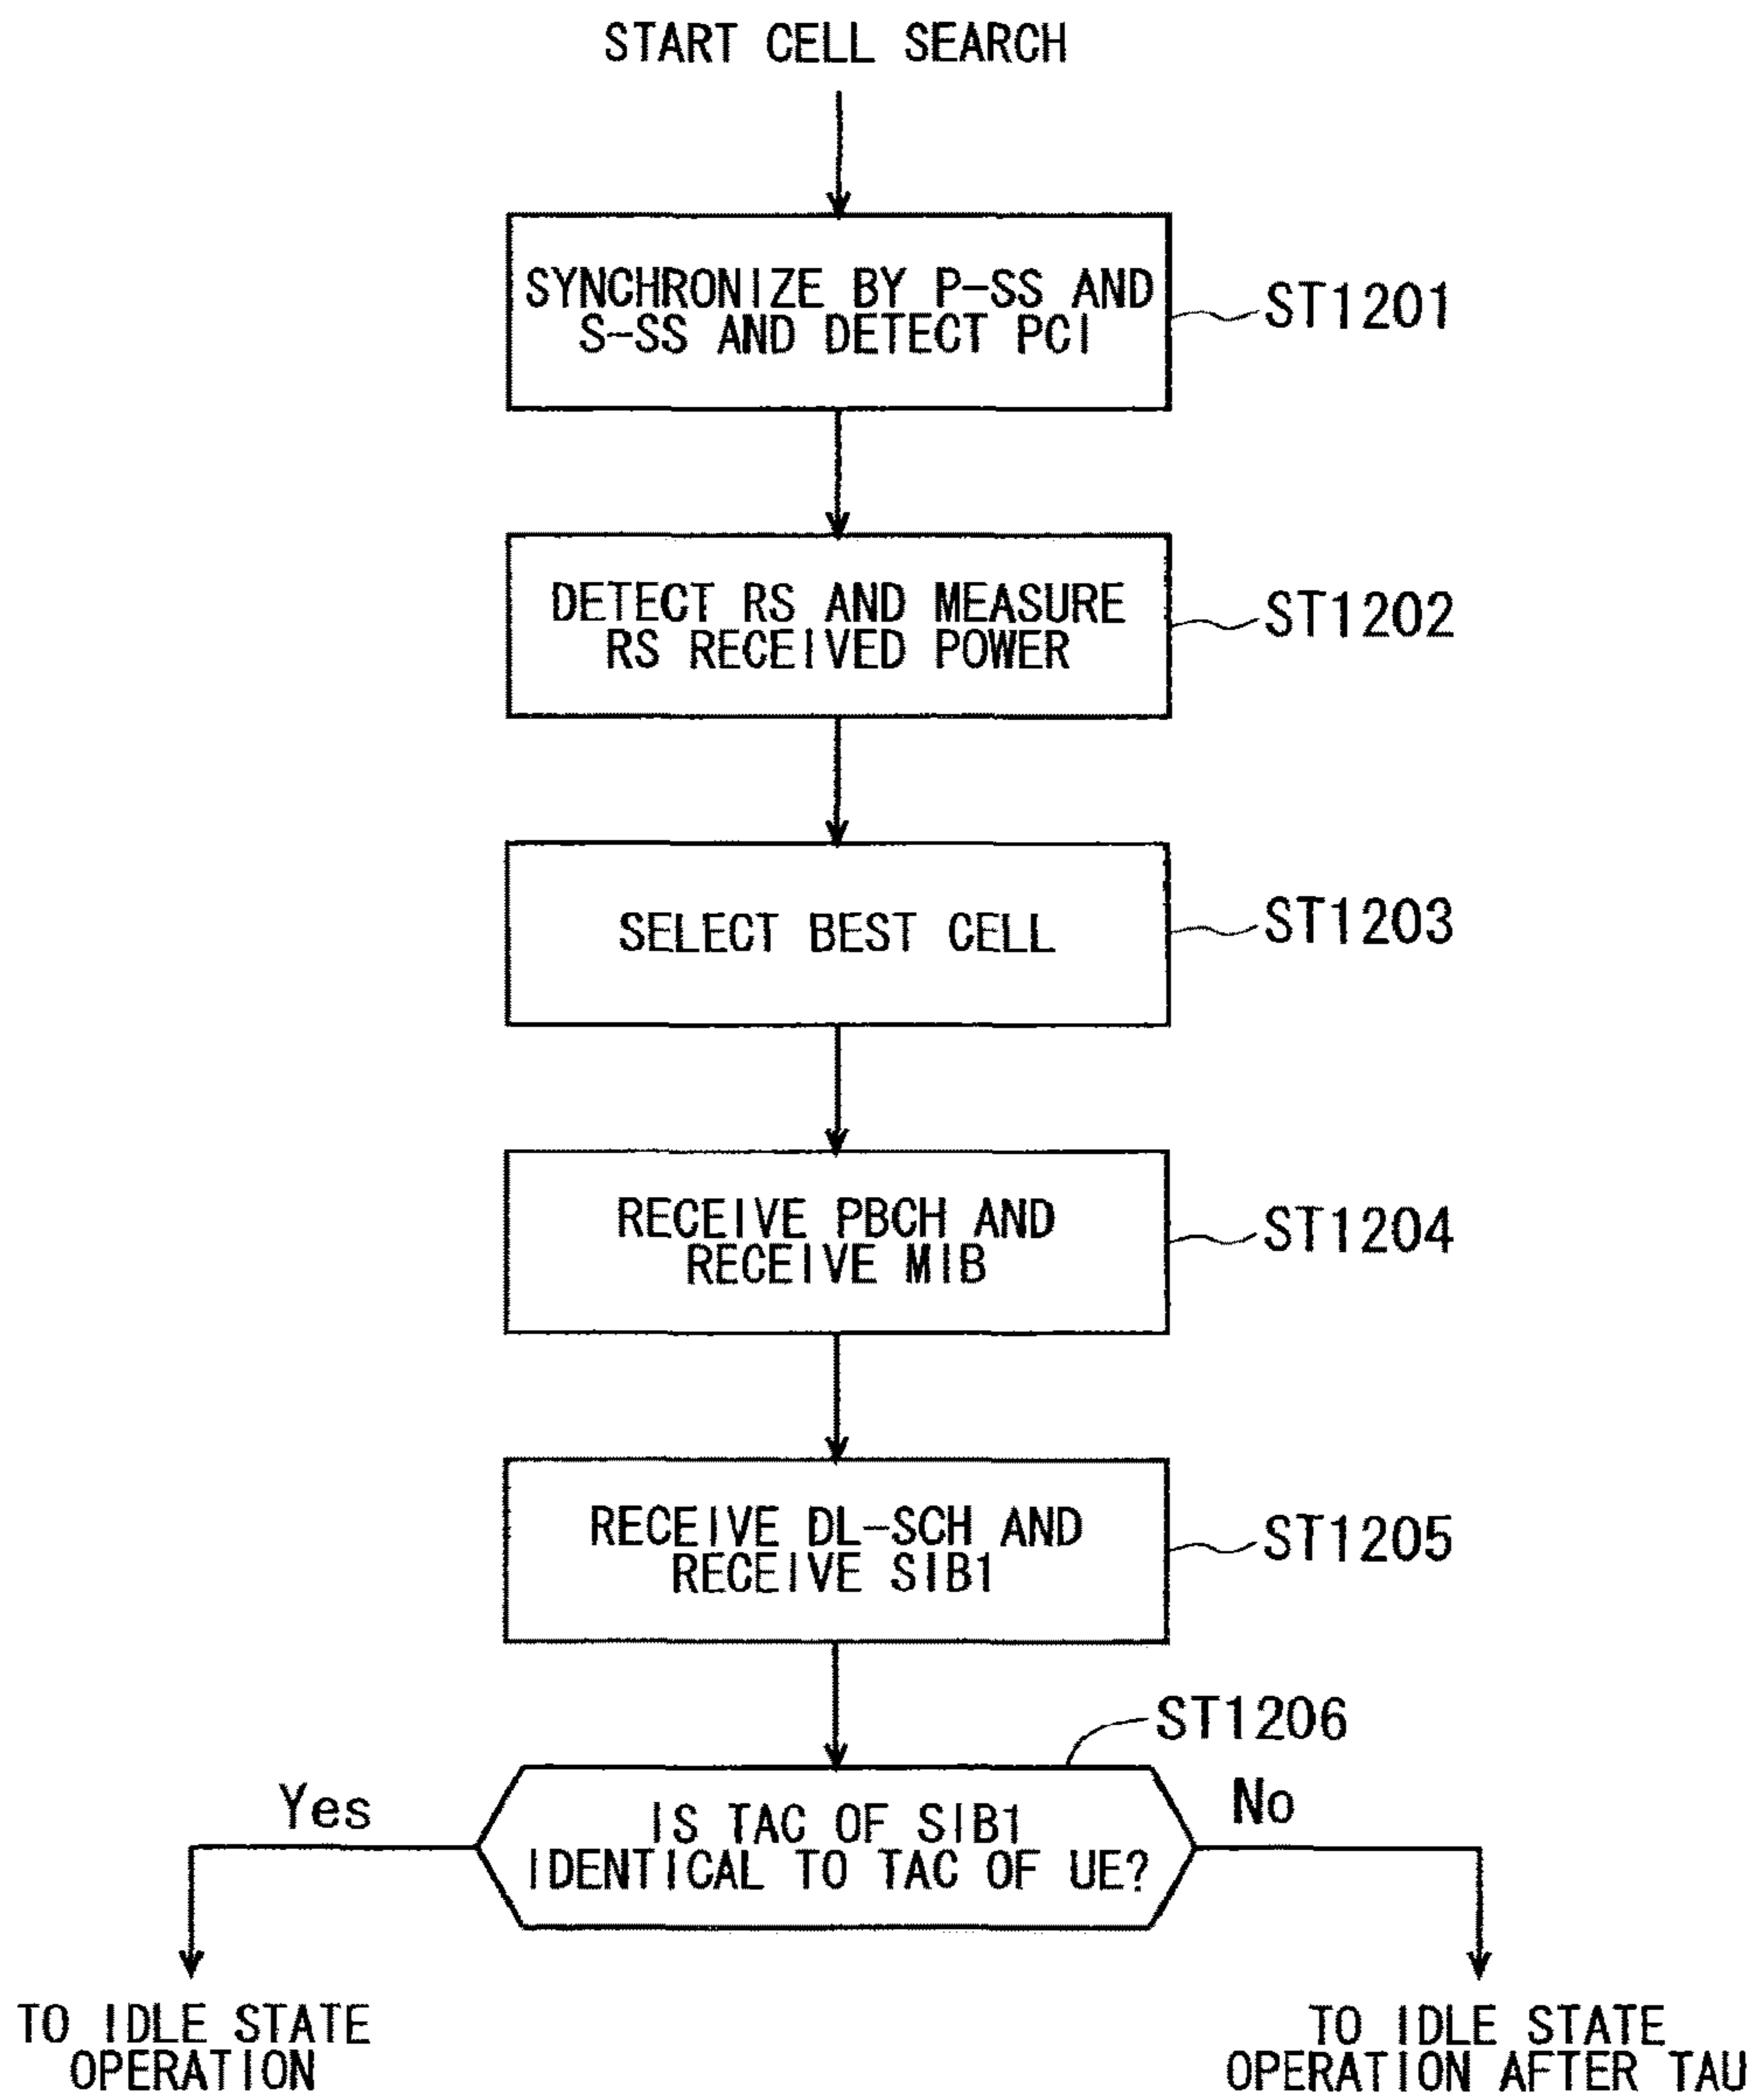 START CELL SEARCH
SYNCHRONIZE BY P-SS AND
S-SS AND DETECT PCI
ST1201
DETECT RS AND MEASURE
RS RECEIVED POWER
ST1202
SELECT BEST CELL
ST1203
RECEIVE PBCH AND
RECEIVE MIB
ST1204
RECEIVE DL-SCH AND
RECEIVE SIB1
ST1205
ST1206
IS TAC OF SIB1
IDENTICAL TO TAC OF UE?
Yes
No
TO IDLE STATE
OPERATION
TO IDLE STATE
OPERATION AFTER TAU